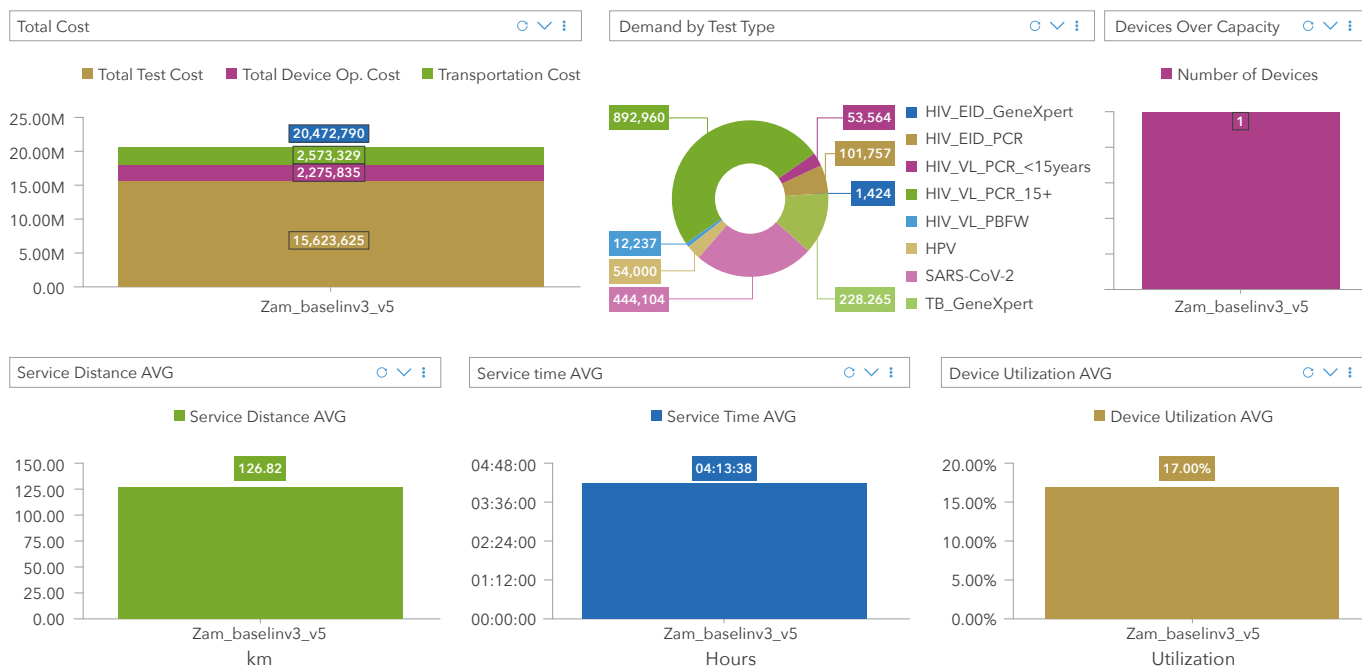 Total Cost
Total Test Cost Total Device Op. Cost Transportation Cost
25.00M
20.00M
15.00M
10.00M
5.00M
0.00
20,472,790
2,573,329
2,275,835
15,623,625
Zam_baselinv3_v5
Demand by Test Type
892,960
12,237
54,000
444,104
53,564
101,757
1,424
228.265
HIV_EID_GeneXpert
HIV_EID_PCR
HIV_VL_PCR_<15years
HIV_VL_PCR_15+
HIV_VL_PBFW
HPV
SARS-CoV-2
TB_GeneXpert
Devices Over Capacity
Number of Devices
1
Zam_baselinv3_v5
Service Distance AVG
Service Distance AVG
150.00
125.00
100.00
75.00
50.00
25.00
0.00
126.82
Zam_baselinv3_v5
km
Service time AVG
Service Time AVG
04:48:00
03:36:00
02:24:00
01:12:00
00:00:00
04:13:38
Zam_baselinv3_v5
Hours
Device Utilization AVG
Device Utilization AVG
20.00%
15.00%
10.00%
5.00%
0.00%
17.00%
Zam_baselinv3_v5
Utilization